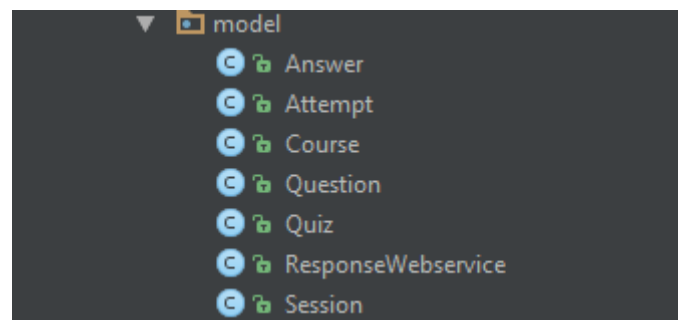 model
C Answer
C Attempt
C Course
C Question
C Quiz
C ResponseWebservice
C Session